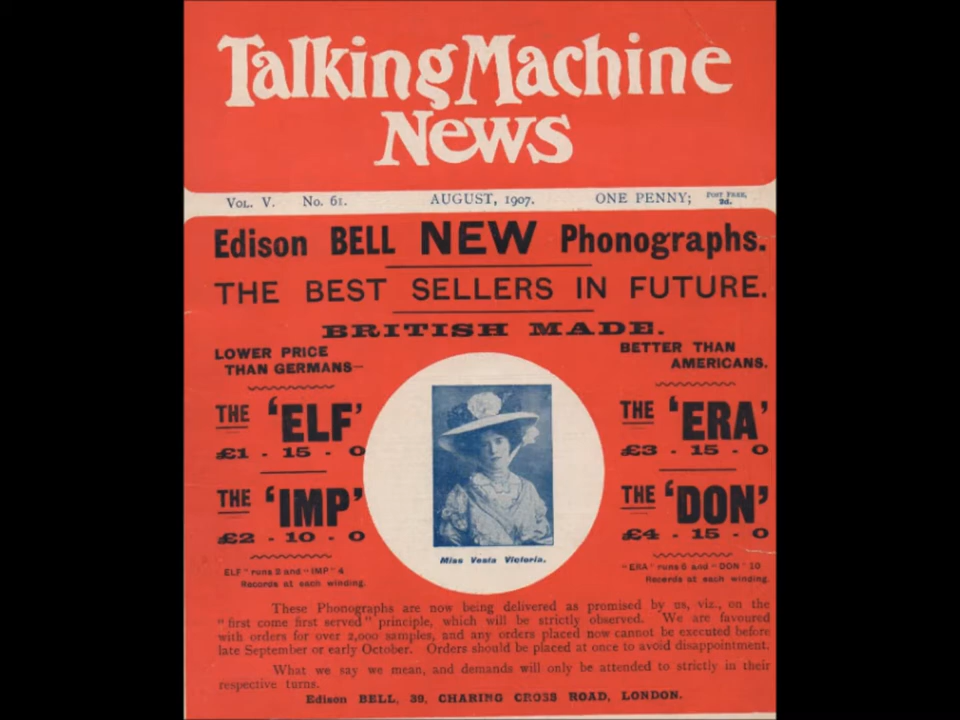 Talking Machine
News
Vol. V. No. 61. AUGUST, 1907. ONE PENNY; Post Free, 2d.
Edison BELL NEW Phonographs.
THE BEST SELLERS IN FUTURE.
BRITISH MADE.
LOWER PRICE
THAN GERMANS—
THE 'ELF'
£1 - 15 - 0
THE 'IMP'
£2 - 10 - 0
ELF" runs 2 and "IMP" 4
Records at each winding.
Miss Vesta Victoria.
BETTER THAN
AMERICANS.
THE 'ERA'
£3 - 15 - 0
THE 'DON'
£4 - 15 - 0
"ERA" runs 6 and "DON" 10
Records at each winding.
These Phonographs are now being delivered as promised by us, viz., on the
"first come first served" principle, which will be strictly observed. We are favoured
with orders for over 2,000 samples, and any orders placed now cannot be executed before
late September or early October. Orders should be placed at once to avoid disappointment.
What we say we mean, and demands will only be attended to strictly in their
respective turns.
Edison BELL, 39, CHARING CROSS ROAD, LONDON.